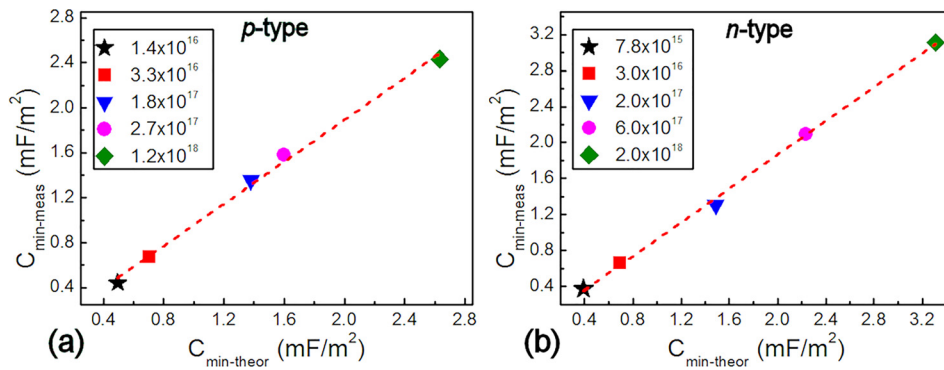 p-type
1.4x10^16
3.3x10^16
1.8x10^17
2.7x10^17
1.2x10^18
2.8
2.4
2.0
1.6
1.2
0.8
0.4
C_min-meas (mF/m^2)
0.4 0.8 1.2 1.6 2.0 2.4 2.8
(a)
C_min-theor (mF/m^2)
n-type
7.8x10^15
3.0x10^16
2.0x10^17
6.0x10^17
2.0x10^18
3.2
2.8
2.4
2.0
1.6
1.2
0.8
0.4
C_min-meas (mF/m^2)
0.4 0.8 1.2 1.6 2.0 2.4 2.8 3.2
(b)
C_min-theor (mF/m^2)